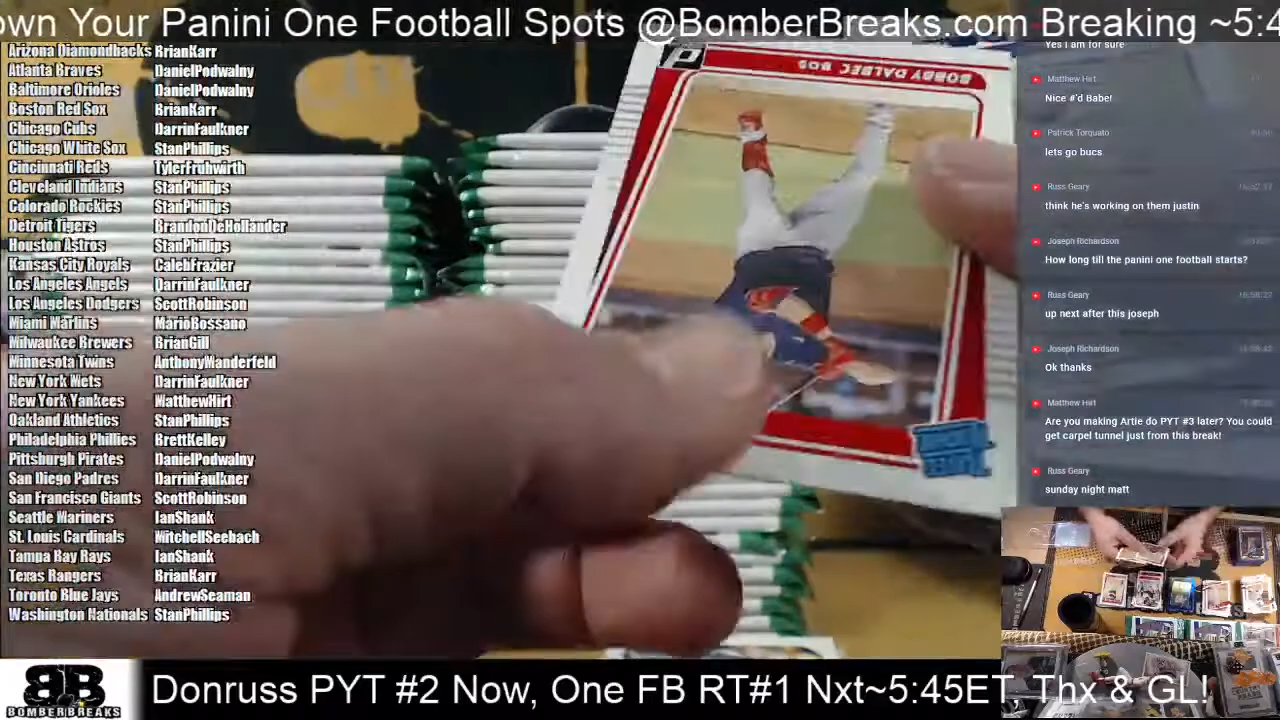 own Your Panini One Football Spots @BomberBreaks.com Breaking ~5:4
Arizona Diamondbacks BrianKarr
Atlanta Braves DanielPodwalny
Baltimore Orioles DanielPodwalny
Boston Red Sox BrianKarr
Chicago Cubs DarrinFaulkner
Chicago White Sox StanPhillips
Cincinnati Reds TylerFruhwirth
Cleveland Indians StanPhillips
Colorado Rockies StanPhillips
Detroit Tigers BrandonDeHollander
Houston Astros StanPhillips
Kansas City Royals CalebFrazier
Los Angeles Angels DarrinFaulkner
Los Angeles Dodgers ScottRobinson
Miami Marlins MarioBossano
Milwaukee Brewers BrianGill
Minnesota Twins AnthonyManderfeld
New York Mets DarrinFaulkner
New York Yankees MatthewHirt
Oakland Athletics StanPhillips
Philadelphia Phillies BrettKelley
Pittsburgh Pirates DanielPodwalny
San Diego Padres DarrinFaulkner
San Francisco Giants ScottRobinson
Seattle Mariners IanShank
St. Louis Cardinals MitchellSeebach
Tampa Bay Rays IanShank
Texas Rangers BrianKarr
Toronto Blue Jays AndrewSeaman
Washington Nationals StanPhillips
BOBBY DALBEC BOS
Yes I am for sure
Matthew Hirt
Nice #'d Babe!
Patrick Torquato
lets go bucs
Russ Geary
think he's working on them justin
Joseph Richardson
How long till the panini one football starts?
Russ Geary
up next after this joseph
Joseph Richardson
Ok thanks
Matthew Hirt
Are you making Artie do PYT #3 later? You could
get carpel tunnel just from this break!
Russ Geary
sunday night matt
BOMBERBREAKS
Donruss PYT #2 Now, One FB RT#1 Nxt~5:45ET, Thx & GL!